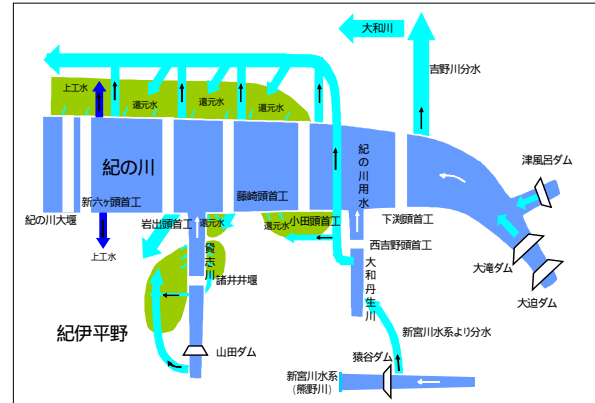 大和川
吉野川分水
上工水
還元水
還元水
還元水
紀の川
紀の川用水
津風呂ダム
新六ヶ頭首工
藤崎頭首工
紀の川大堰
岩出頭首工
還元水
還元水
小田頭首工
下渕頭首工
上工水
貴志川
西吉野頭首工
諸井井堰
大和丹生川
大滝ダム
大迫ダム
紀伊平野
新宮川水系より分水
山田ダム
猿谷ダム
新宮川水系
(熊野川)